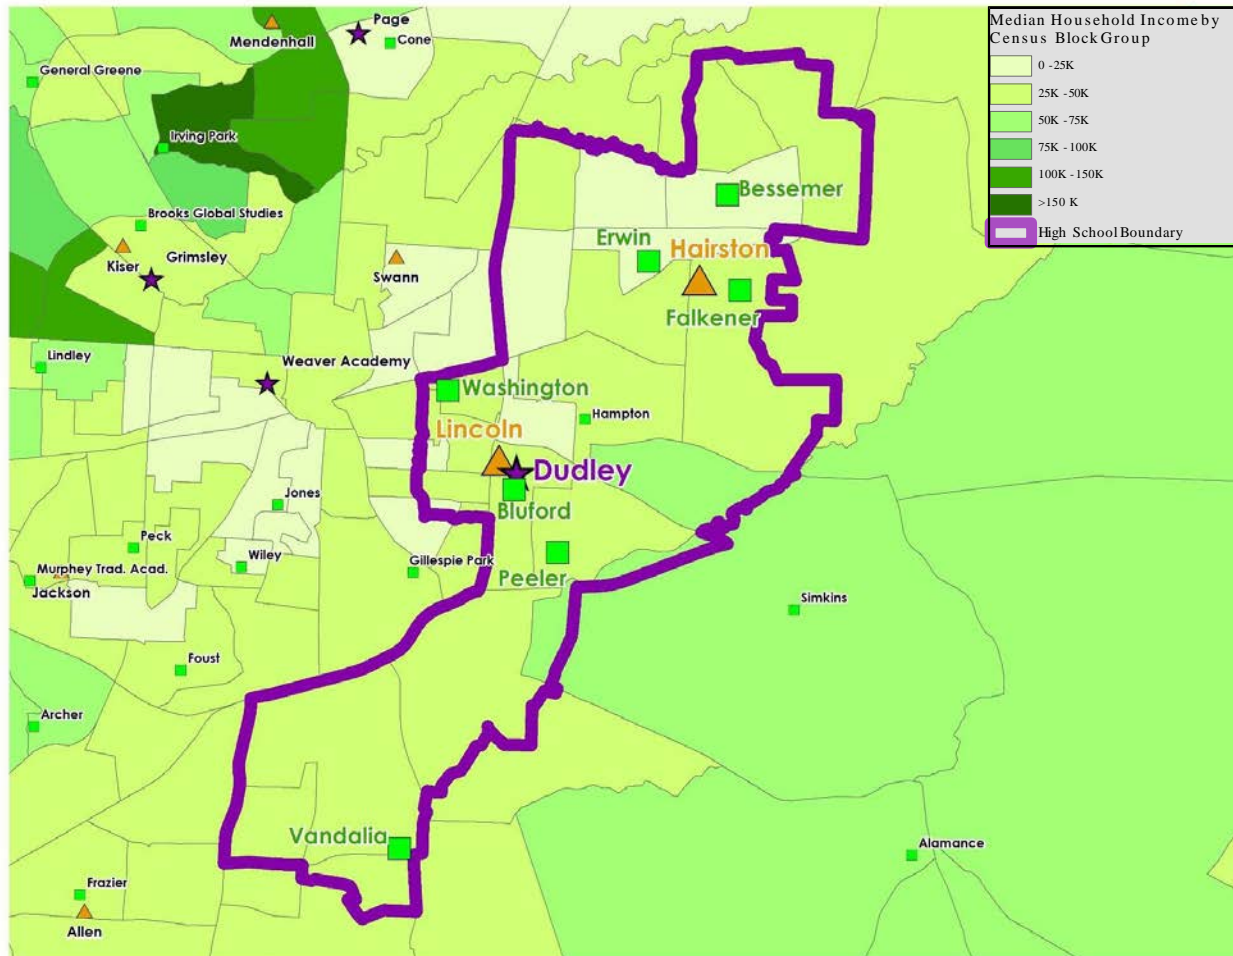 Page
Cone
Mendenhall
General Greene
Irving Park
Brooks Global Studies
Kiser
Grimsley
Swann
Bessemer
Erwin
Hairston
Falkener
Lindley
Weaver Academy
Washington
Hampton
Lincoln
Dudley
Bluford
Jones
Peck
Wiley
Gillespie Park
Peeler
Murphey Trad. Acad.
Jackson
Simkins
Foust
Archer
Vandalia
Alamance
Frazier
Allen
Median Household Income by
Census Block Group
0 -25K
25K -50K
50K -75K
75K -100K
100K -150K
>150 K
High School Boundary